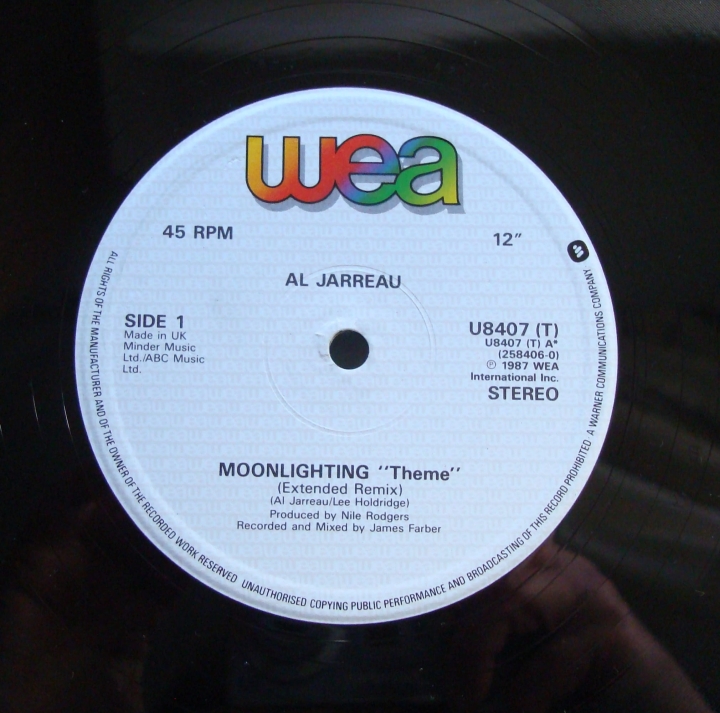 wea
45 RPM
12"
AL JARREAU
SIDE 1
Made in UK
Minder Music
Ltd./ABC Music
Ltd.
U8407 (T)
U8407 (T) A*
(258406-0)
℗ 1987 WEA
International Inc.
STEREO
MOONLIGHTING "Theme"
(Extended Remix)
(Al Jarreau/Lee Holdridge)
Produced by Nile Rodgers
Recorded and Mixed by James Farber
ALL RIGHTS OF THE MANUFACTURER AND OF THE OWNER OF THE RECORDED WORK RESERVED UNAUTHORISED COPYING PUBLIC PERFORMANCE AND BROADCASTING OF THIS RECORD PROHIBITED A WARNER COMMUNICATIONS COMPANY